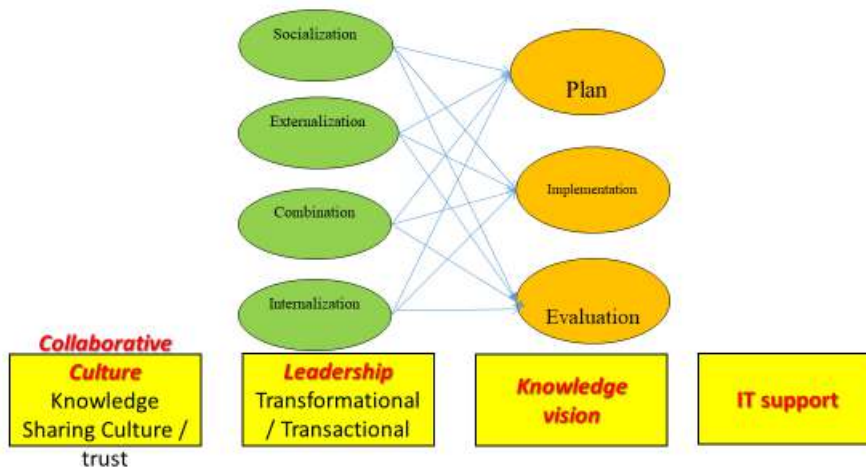 Socialization
Plan
Externalization
Implementation
Combination
Internalization
Evaluation
Collaborative
Culture
Knowledge
Sharing Culture /
trust
Leadership
Transformational
/ Transactional
Knowledge
vision
IT support